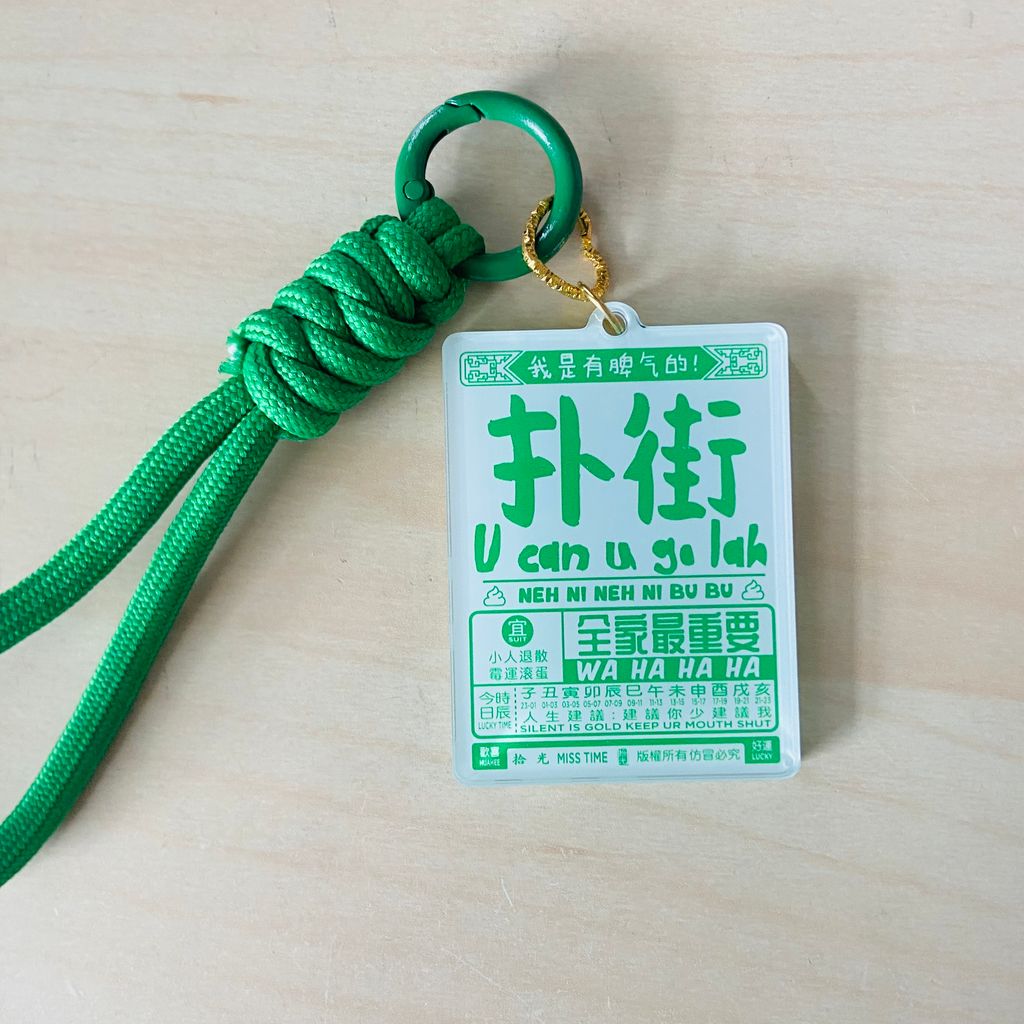 我是有脾气的!
扑街
U can u go lah
NEH NI NEH NI BU BU
宜
SUIT
小人退散
霉運滚蛋
全家最重要
WA HA HA HA
今時
日辰
LUCKY TIME
子 丑 寅 卯 辰 巳 午 未 申 酉 戌 亥
23-01 01-03 03-05 05-07 07-09 09-11 11-13 13-15 15-17 17-19 19-21 21-23
人生建議:建議你少建議我
SILENT IS GOLD KEEP UR MOUTH SHUT
歡喜
HUAHEE
拾光 MISS TIME
版權所有仿冒必究
好運
LUCKY